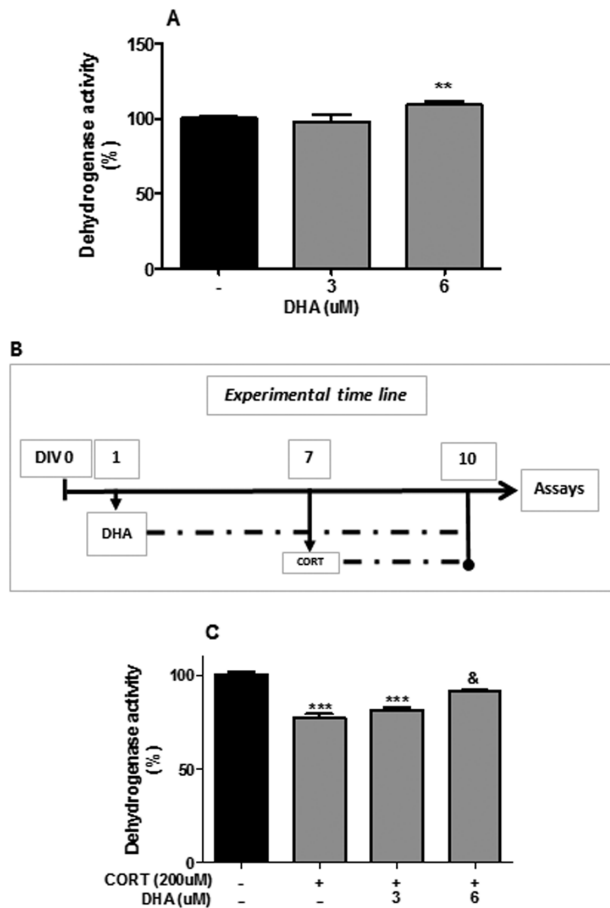 A
150
100
50
0
Dehydrogenase activity
(%)
**
- 3 6
DHA (uM)
B
Experimental time line
DIV 0 1 7 10
Assays
DHA
CORT
C
100
50
0
Dehydrogenase activity
(%)
*** *** &
CORT (200uM) - + + +
DHA (uM) - - 3 6